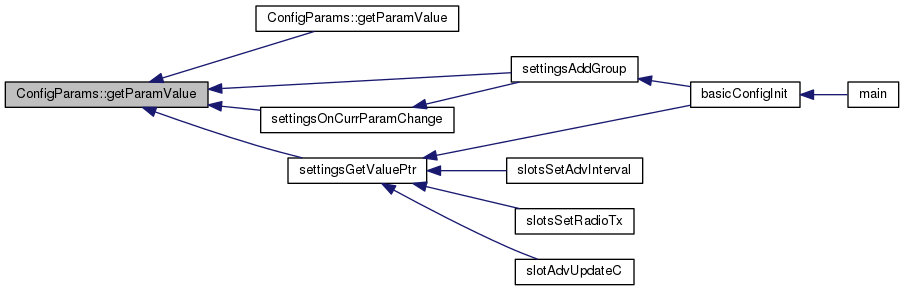 ConfigParams::getParamValue
ConfigParams::getParamValue
settingsAddGroup
settingsOnCurrParamChange
basicConfigInit
main
settingsGetValuePtr
slotsSetAdvInterval
slotsSetRadioTx
slotAdvUpdateC